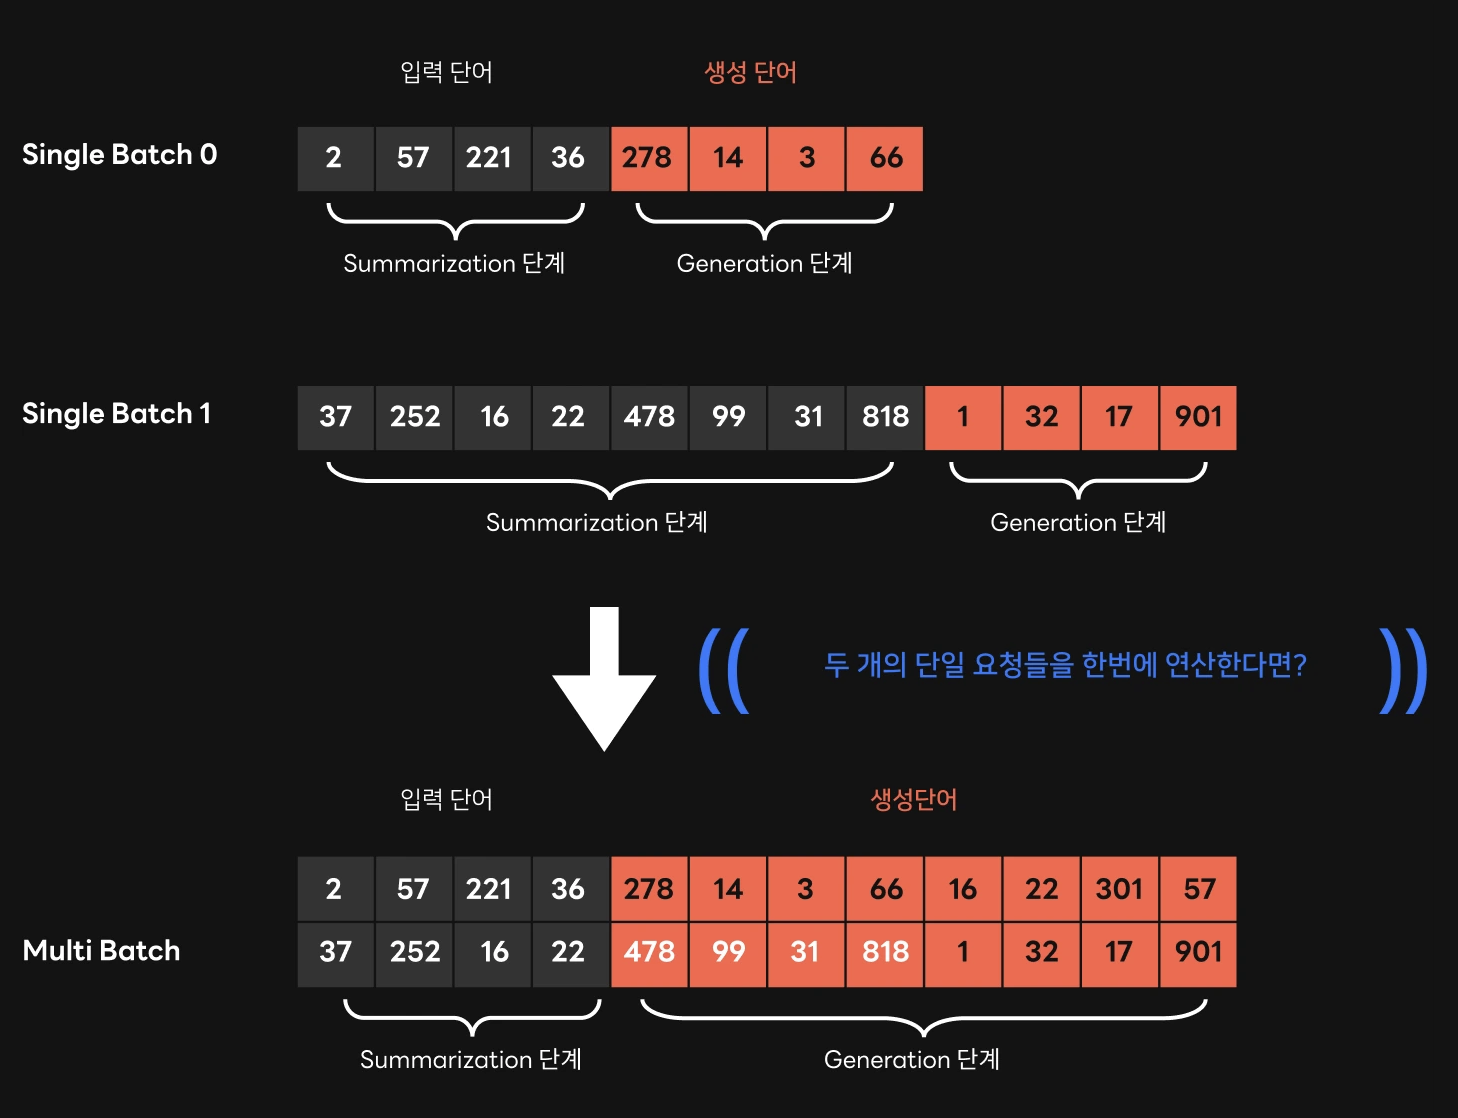 입력 단어 생성 단어
Single Batch 0 2 57 221 36 278 14 3 66
Summarization 단계 Generation 단계
Single Batch 1 37 252 16 22 478 99 31 818 1 32 17 901
Summarization 단계 Generation 단계
(( 두 개의 단일 요청들을 한번에 연산한다면? ))
입력 단어 생성단어
2 57 221 36 278 14 3 66 16 22 301 57
Multi Batch 37 252 16 22 478 99 31 818 1 32 17 901
Summarization 단계 Generation 단계